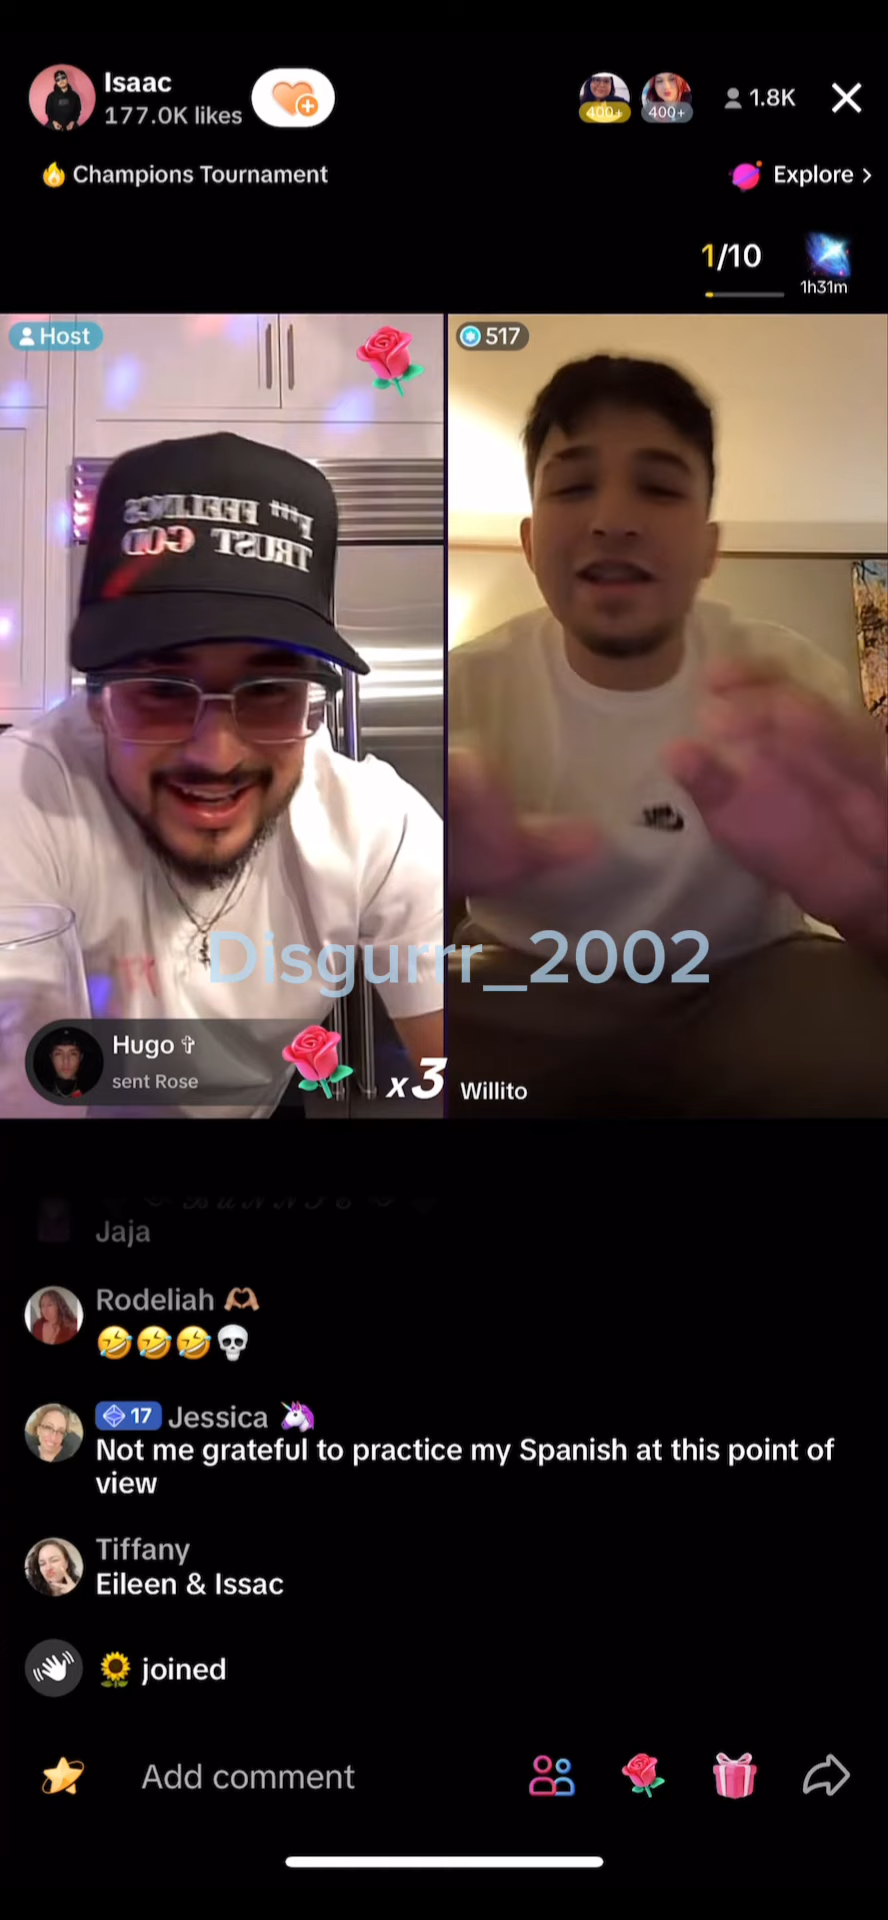 Isaac
177.0K likes
400+
400+
1.8K
Champions Tournament
Explore >
1/10
1h31m
Host
517
F*** FEELINGS
TRUST GOD
Disgurrr_2002
Hugo ✞
sent Rose
x3
Willito
Jaja
Rodeliah 🫶🏽
🤣🤣🤣💀
17 Jessica 🦄
Not me grateful to practice my Spanish at this point of
view
Tiffany
Eileen & Issac
🌻 joined
Add comment